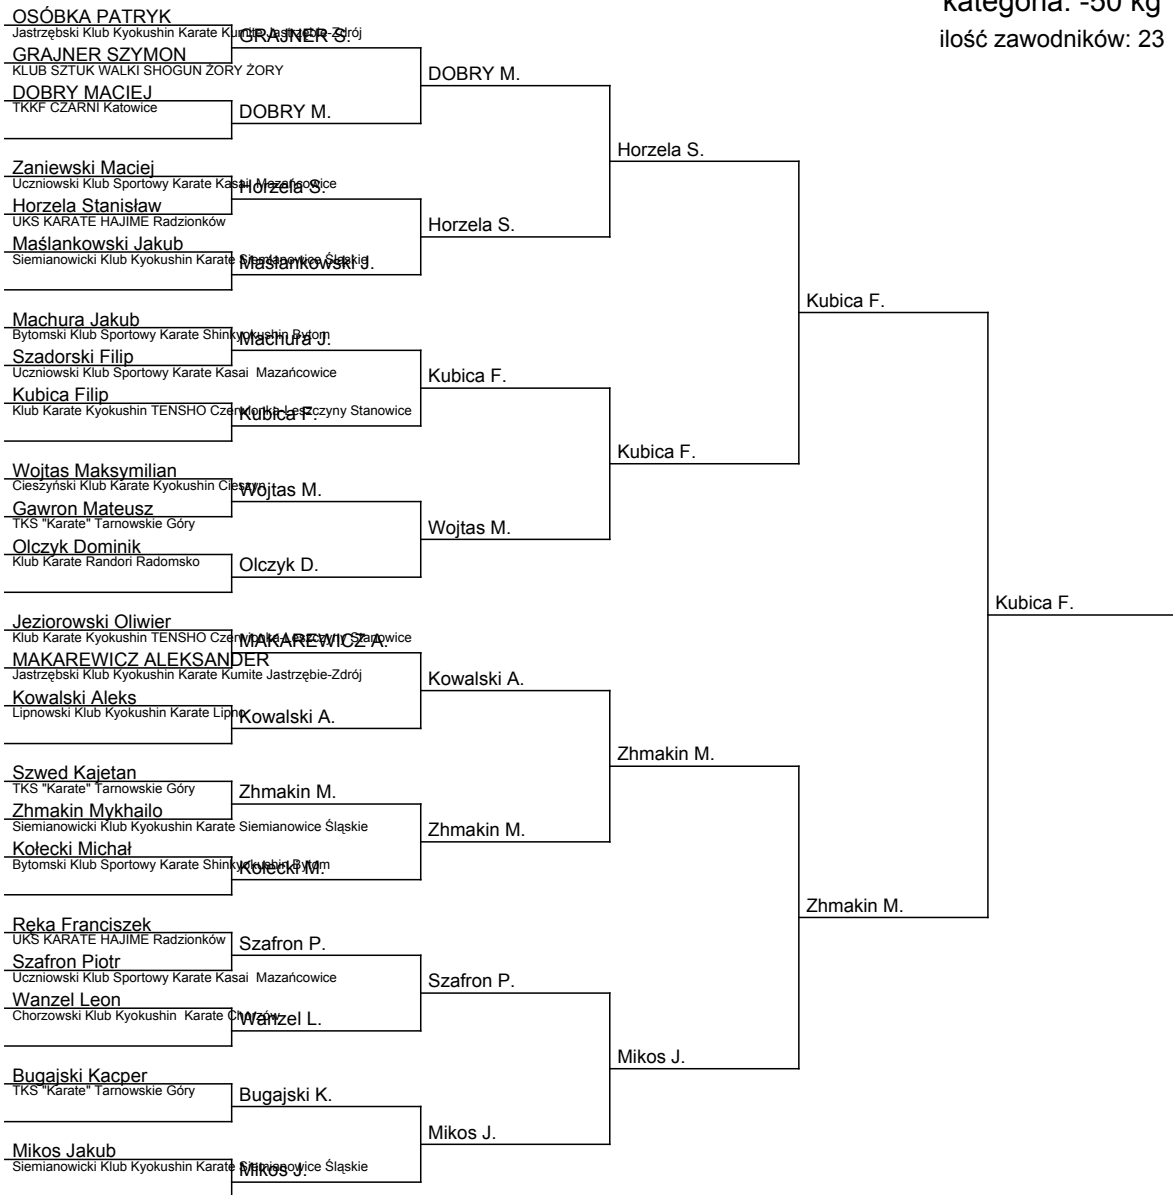 kategoria: -50 kg
ilość zawodników: 23
OSÓBKA PATRYK
Jastrzębski Klub Kyokushin Karate Kumite Jastrzębie-Zdrój
GRAJNER S.
GRAJNER SZYMON
KLUB SZTUK WALKI SHOGUN ŻORY ŻORY
DOBRY M.
DOBRY MACIEJ
TKKF CZARNI Katowice
DOBRY M.
Horzela S.
Zaniewski Maciej
Uczniowski Klub Sportowy Karate Kasai Mazańcowice
Horzela S.
Horzela Stanisław
UKS KARATE HAJIME Radzionków
Horzela S.
Maślankowski Jakub
Siemianowicki Klub Kyokushin Karate Siemianowice Śląskie
Maślankowski J.
Kubica F.
Machura Jakub
Bytomski Klub Sportowy Karate Shinkyokushin Bytom
Machura J.
Szadorski Filip
Uczniowski Klub Sportowy Karate Kasai Mazańcowice
Kubica F.
Kubica Filip
Klub Karate Kyokushin TENSHO Czerwionka-Leszczyny Stanowice
Kubica F.
Kubica F.
Wojtas Maksymilian
Cieszyński Klub Karate Kyokushin Cieszyn
Wojtas M.
Gawron Mateusz
TKS "Karate" Tarnowskie Góry
Wojtas M.
Olczyk Dominik
Klub Karate Randori Radomsko
Olczyk D.
Kubica F.
Jeziorowski Oliwier
Klub Karate Kyokushin TENSHO Czerwionka-Leszczyny Stanowice
MAKAREWICZ A.
MAKAREWICZ ALEKSANDER
Jastrzębski Klub Kyokushin Karate Kumite Jastrzębie-Zdrój
Kowalski A.
Kowalski Aleks
Lipnowski Klub Kyokushin Karate Lipno
Kowalski A.
Zhmakin M.
Szwed Kajetan
TKS "Karate" Tarnowskie Góry
Zhmakin M.
Zhmakin Mykhailo
Siemianowicki Klub Kyokushin Karate Siemianowice Śląskie
Zhmakin M.
Kołecki Michał
Bytomski Klub Sportowy Karate Shinkyokushin Bytom
Kołecki M.
Zhmakin M.
Ręka Franciszek
UKS KARATE HAJIME Radzionków
Szafron P.
Szafron Piotr
Uczniowski Klub Sportowy Karate Kasai Mazańcowice
Szafron P.
Wanzel Leon
Chorzowski Klub Kyokushin Karate Chorzów
Wanzel L.
Mikos J.
Bugajski Kacper
TKS "Karate" Tarnowskie Góry
Bugajski K.
Mikos J.
Mikos Jakub
Siemianowicki Klub Kyokushin Karate Siemianowice Śląskie
Mikos J.